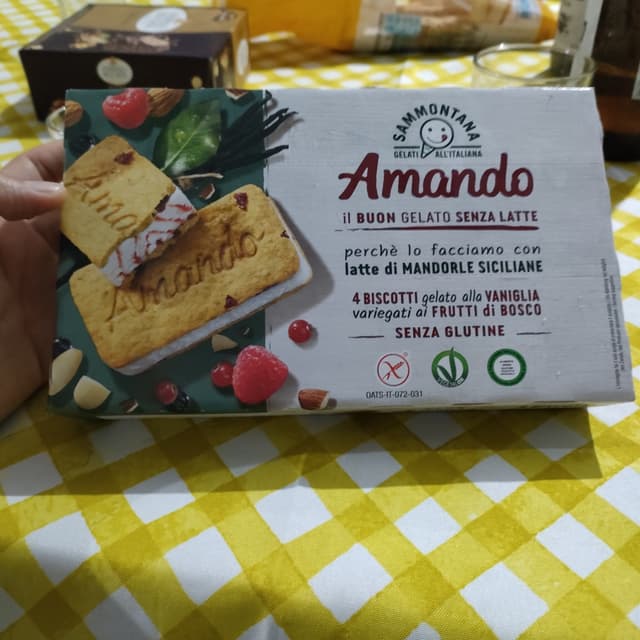 SAMMONTANA
GELATI ALL'ITALIANA
Amando
il BUON GELATO SENZA LATTE
perchè lo facciamo con
latte di MANDORLE SICILIANE
4 BISCOTTI gelato alla VANIGLIA
variegati ai FRUTTI di BOSCO
SENZA GLUTINE
OATS-IT-072-031
Amando